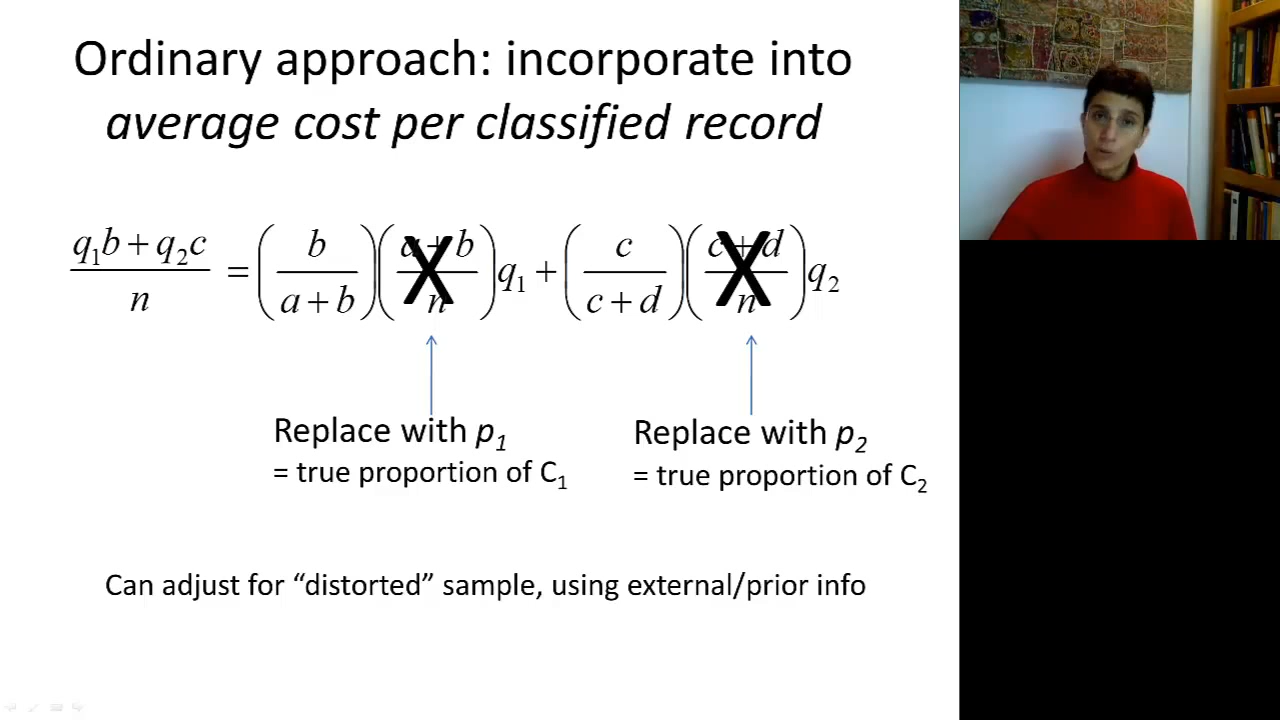 Ordinary approach: incorporate into
average cost per classified record
(q₁b + q₂c)/n = (b/(a + b))((a + b)/n)q₁ + (c/(c + d))((c + d)/n)q₂
X X
Replace with p₁ Replace with p₂
= true proportion of C₁ = true proportion of C₂
Can adjust for “distorted” sample, using external/prior info